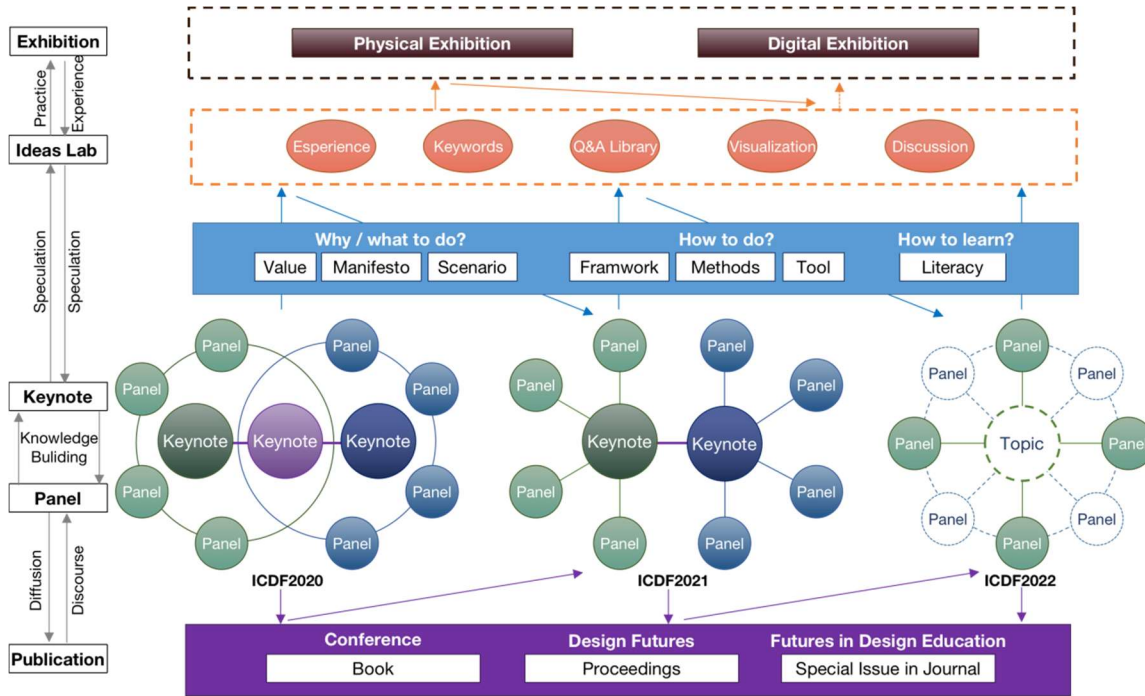 Exhibition
Practice
Experience
Ideas Lab
Speculation
Speculation
Keynote
Knowledge
Buliding
Panel
Diffusion
Discourse
Publication
Physical Exhibition
Digital Exhibition
Esperience
Keywords
Q&A Library
Visualization
Discussion
Why / what to do?
How to do?
How to learn?
Value
Manifesto
Scenario
Framwork
Methods
Tool
Literacy
Panel
Panel
Panel
Panel
Keynote
Keynote
Keynote
Panel
Panel
Panel
Panel
ICDF2020
Panel
Panel
Panel
Panel
Keynote
Keynote
Panel
Panel
Panel
Panel
ICDF2021
Panel
Panel
Panel
Panel
Topic
Panel
Panel
Panel
Panel
ICDF2022
Conference
Design Futures
Futures in Design Education
Book
Proceedings
Special Issue in Journal